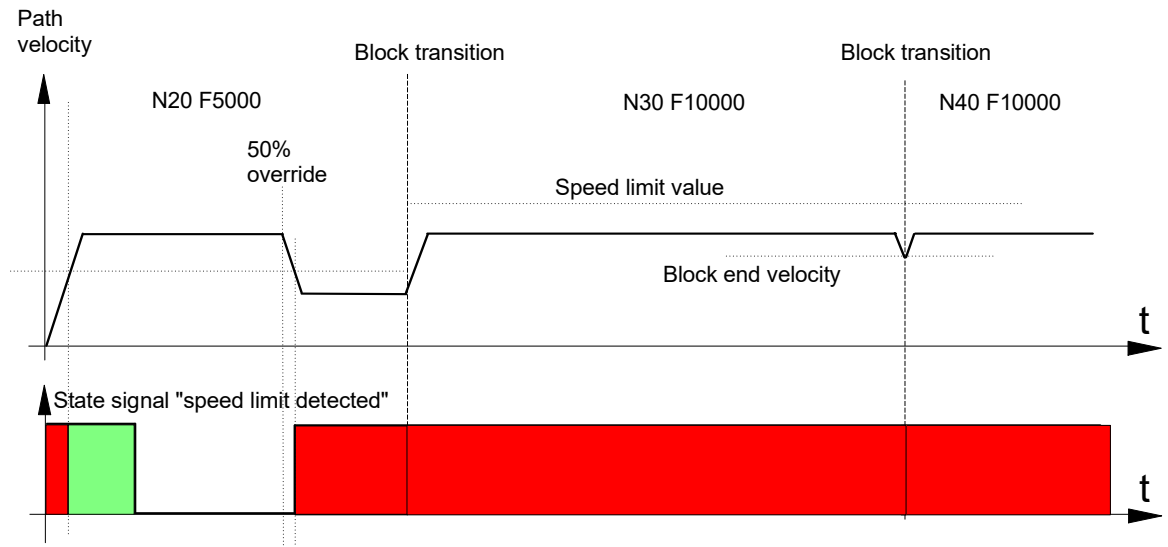 Path
velocity
Block transition
Block transition
N20 F5000
N30 F10000
N40 F10000
50%
override
Speed limit value
Block end velocity
t
State signal "speed limit detected"
t